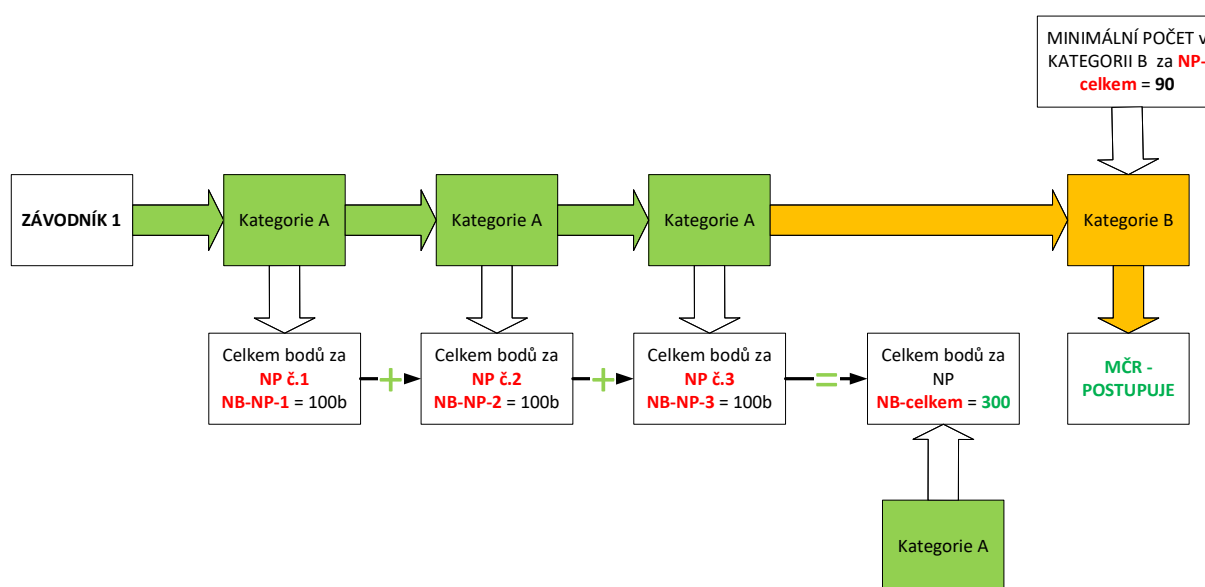 MINIMÁLNÍ POČET v
KATEGORII B za NP-
celkem = 90
ZÁVODNÍK 1
Kategorie A
Kategorie A
Kategorie A
Kategorie B
Celkem bodů za
NP č.1
NB-NP-1 = 100b
+
Celkem bodů za
NP č.2
NB-NP-2 = 100b
+
Celkem bodů za
NP č.3
NB-NP-3 = 100b
=
Celkem bodů za
NP
NB-celkem = 300
MČR -
POSTUPUJE
Kategorie A